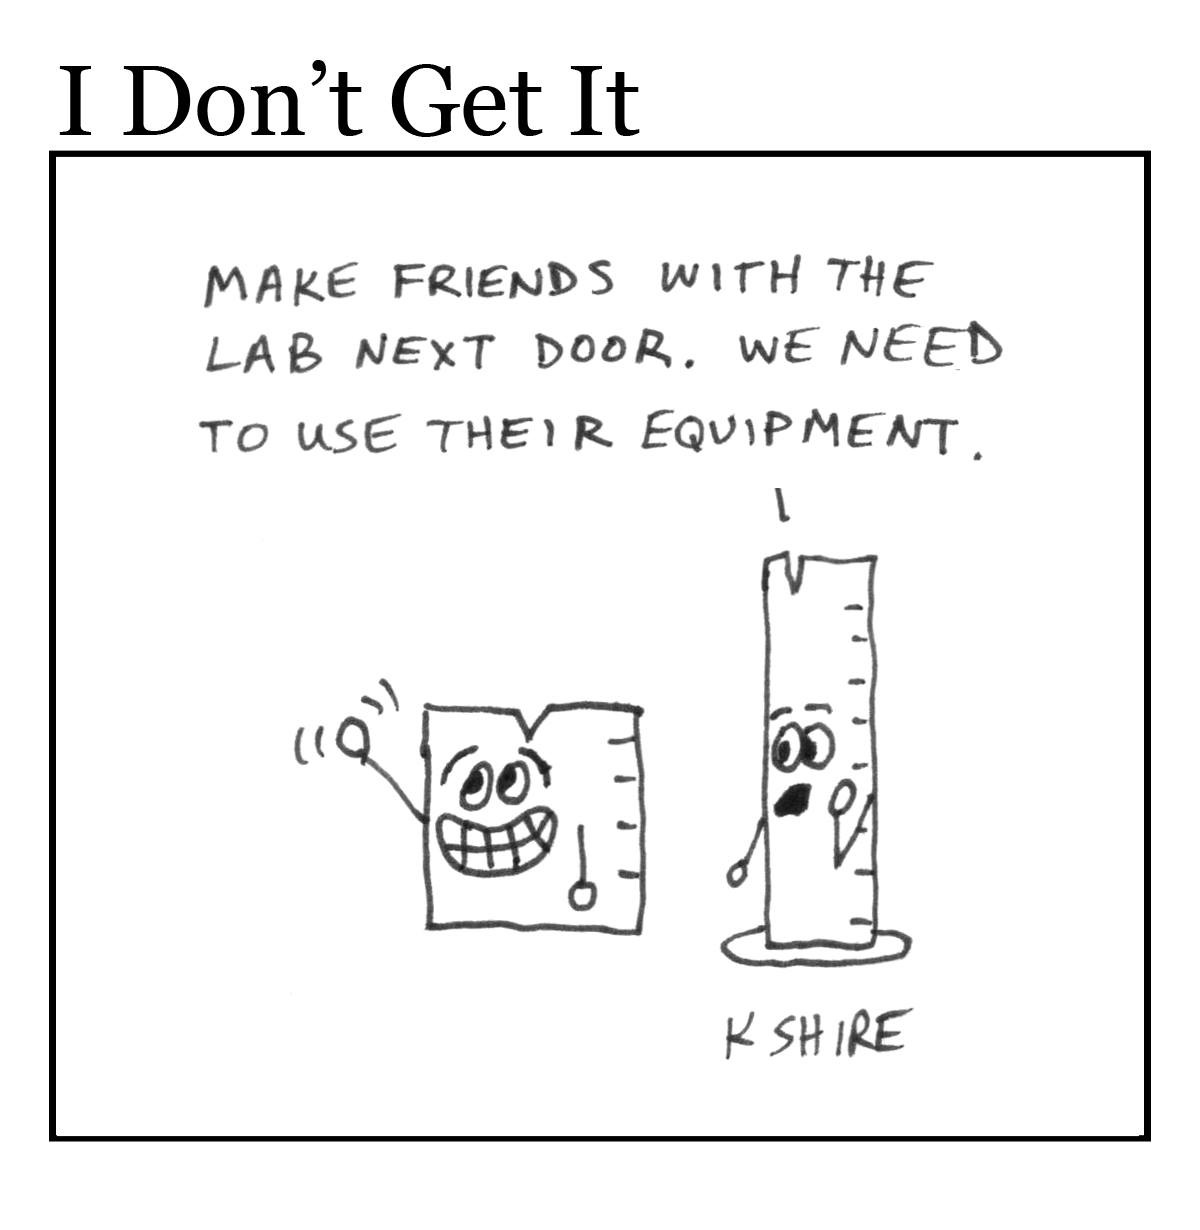 I Don’t Get It
MAKE FRIENDS WITH THE
LAB NEXT DOOR. WE NEED
TO USE THEIR EQUIPMENT.
K SHIRE